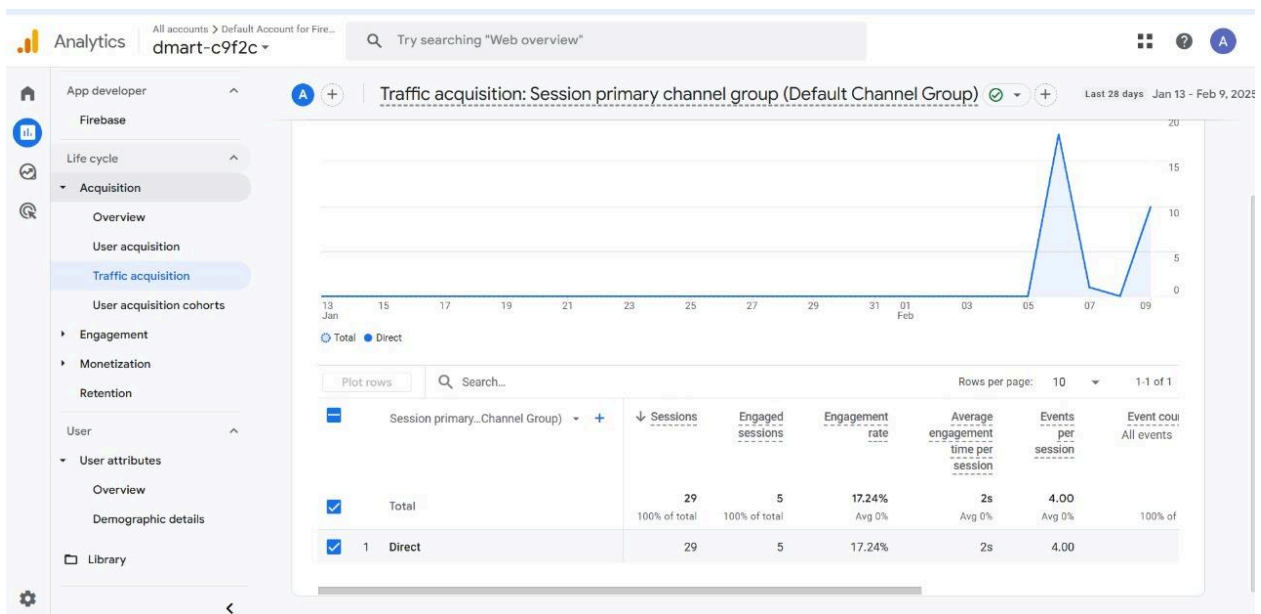 Analytics
All accounts > Default Account for Fire...
dmart-c9f2c
Try searching "Web overview"
A
App developer
Firebase
Life cycle
Acquisition
Overview
User acquisition
Traffic acquisition
User acquisition cohorts
Engagement
Monetization
Retention
User
User attributes
Overview
Demographic details
Library
A
Traffic acquisition: Session primary channel group (Default Channel Group)
Last 28 days Jan 13 - Feb 9, 2025
20
15
10
5
0
13 15 17 19 21 23 25 27 29 31 01 03 05 07 09
Jan Feb
Total Direct
Plot rows
Search...
Rows per page: 10 1-1 of 1
Session primary...Channel Group) +
Sessions
Engaged
sessions
Engagement
rate
Average
engagement
time per
session
Events
per
session
Event cou
All events
Total 29 5 17.24% 2s 4.00
100% of total 100% of total Avg 0% Avg 0% Avg 0% 100% of
1 Direct 29 5 17.24% 2s 4.00